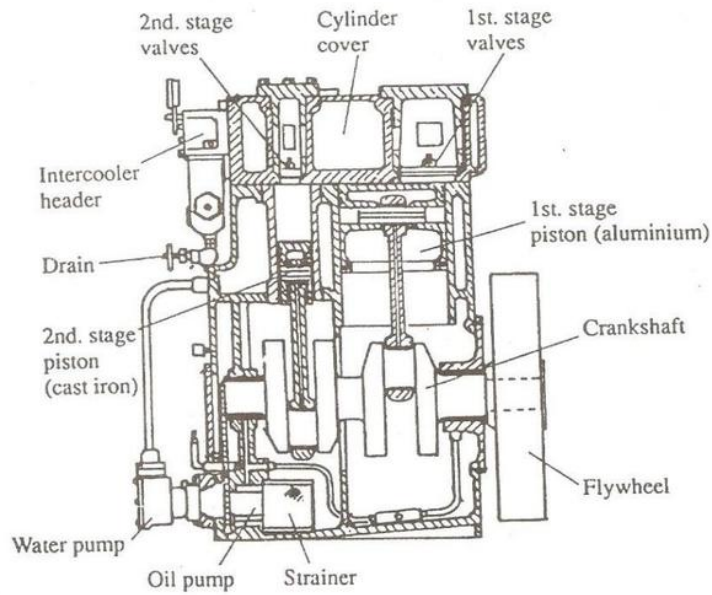 2nd. stage
valves
Cylinder
cover
1st. stage
valves
Intercooler
header
1st. stage
piston (aluminium)
Drain
2nd. stage
piston
(cast iron)
Crankshaft
Flywheel
Water pump
Oil pump
Strainer